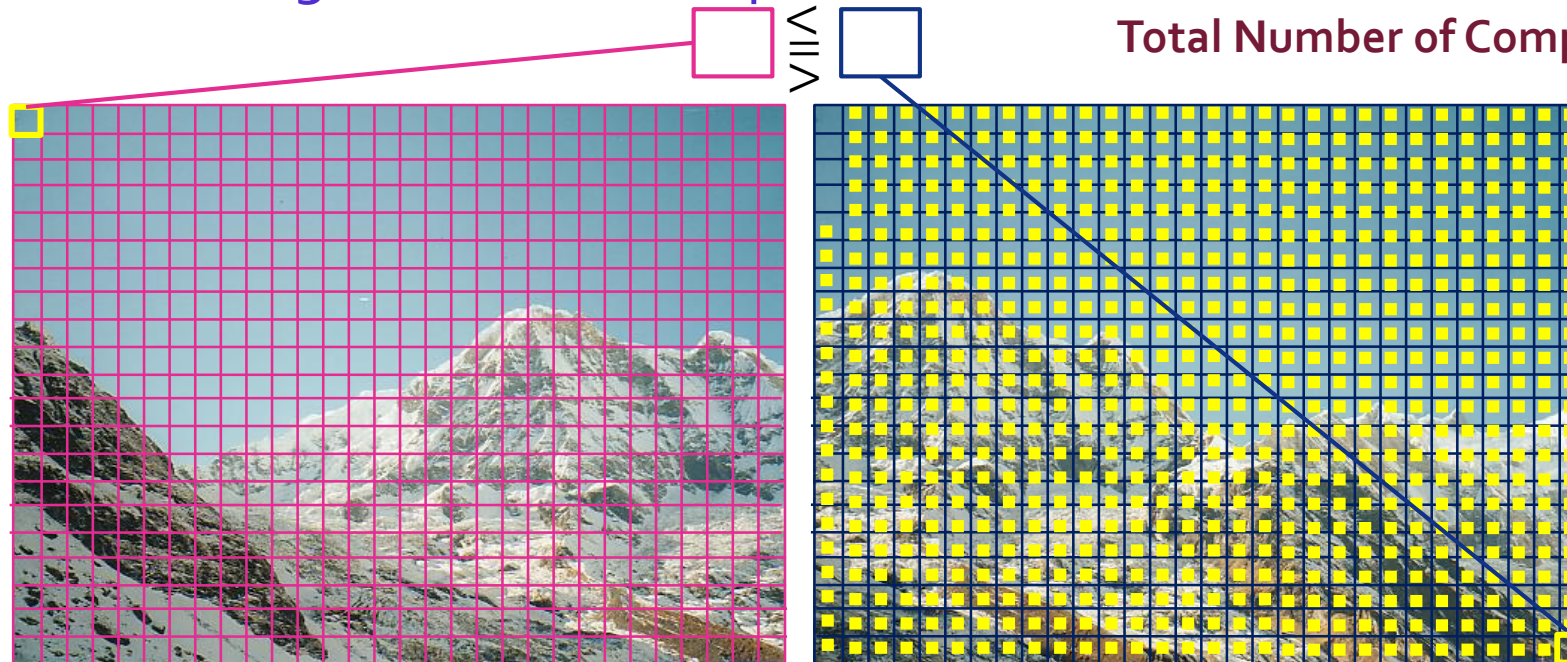 < = >
Total Number of Comp